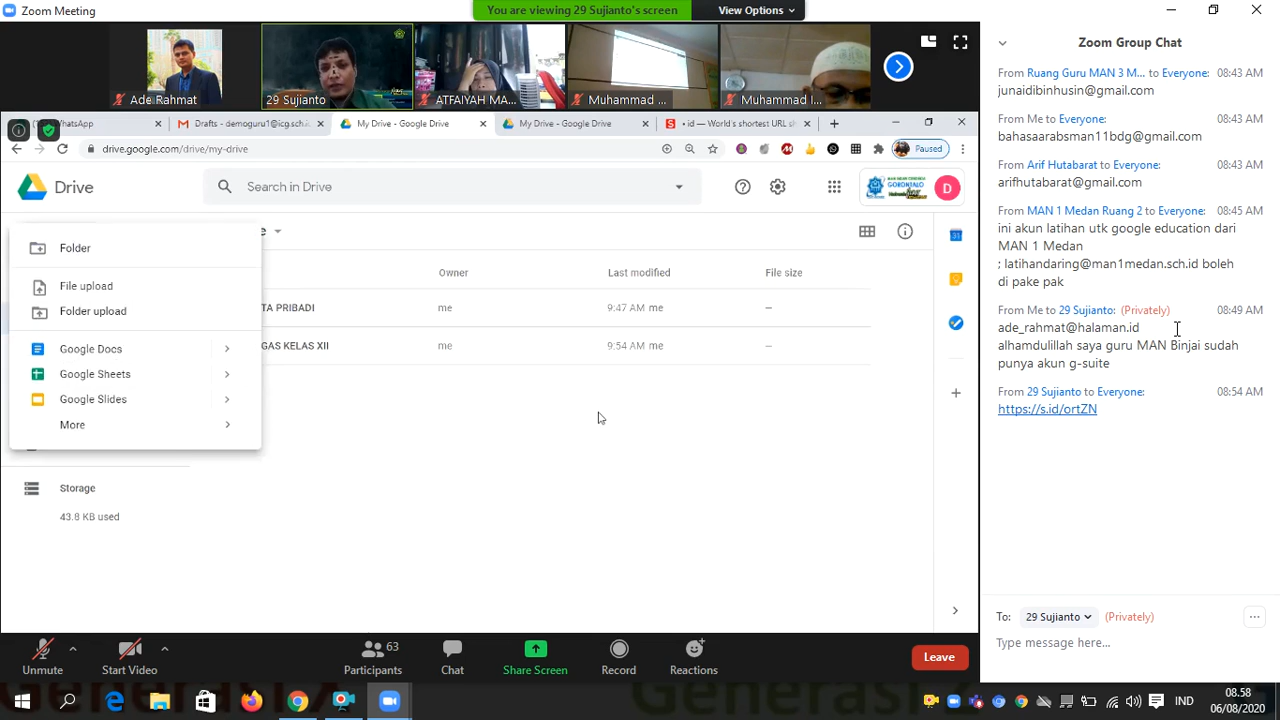 Zoom Meeting
You are viewing 29 Sujianto's screen
View Options
Ade Rahmat
29 Sujianto
ATFAIYAH MA...
Muhammad ...
Muhammad I...
WhatsApp
Drafts - demoguru1@icg.sch.i
My Drive - Google Drive
My Drive - Google Drive
• id — World's shortest URL sh
drive.google.com/drive/my-drive
Paused
Drive
Search in Drive
GORONTALO
D
Folder
File upload
Folder upload
Google Docs
Google Sheets
Google Slides
More
Storage
43.8 KB used
e
Owner
Last modified
File size
TA PRIBADI
me
9:47 AM me
—
GAS KELAS XII
me
9:54 AM me
—
31
Zoom Group Chat
From Ruang Guru MAN 3 M... to Everyone:
08:43 AM
junaidibinhusin@gmail.com
From Me to Everyone:
08:43 AM
bahasaarabsman11bdg@gmail.com
From Arif Hutabarat to Everyone:
08:43 AM
arifhutabarat@gmail.com
From MAN 1 Medan Ruang 2 to Everyone:
08:45 AM
ini akun latihan utk google education dari
MAN 1 Medan
; latihandaring@man1medan.sch.id boleh
di pake pak
From Me to 29 Sujianto: (Privately)
08:49 AM
ade_rahmat@halaman.id
alhamdulillah saya guru MAN Binjai sudah
punya akun g-suite
From 29 Sujianto to Everyone:
08:54 AM
https://s.id/ortZN
To: 29 Sujianto (Privately)
...
Type message here...
Unmute
Start Video
Participants
63
Chat
Share Screen
Record
Reactions
Leave
IND
08.58
06/08/2020